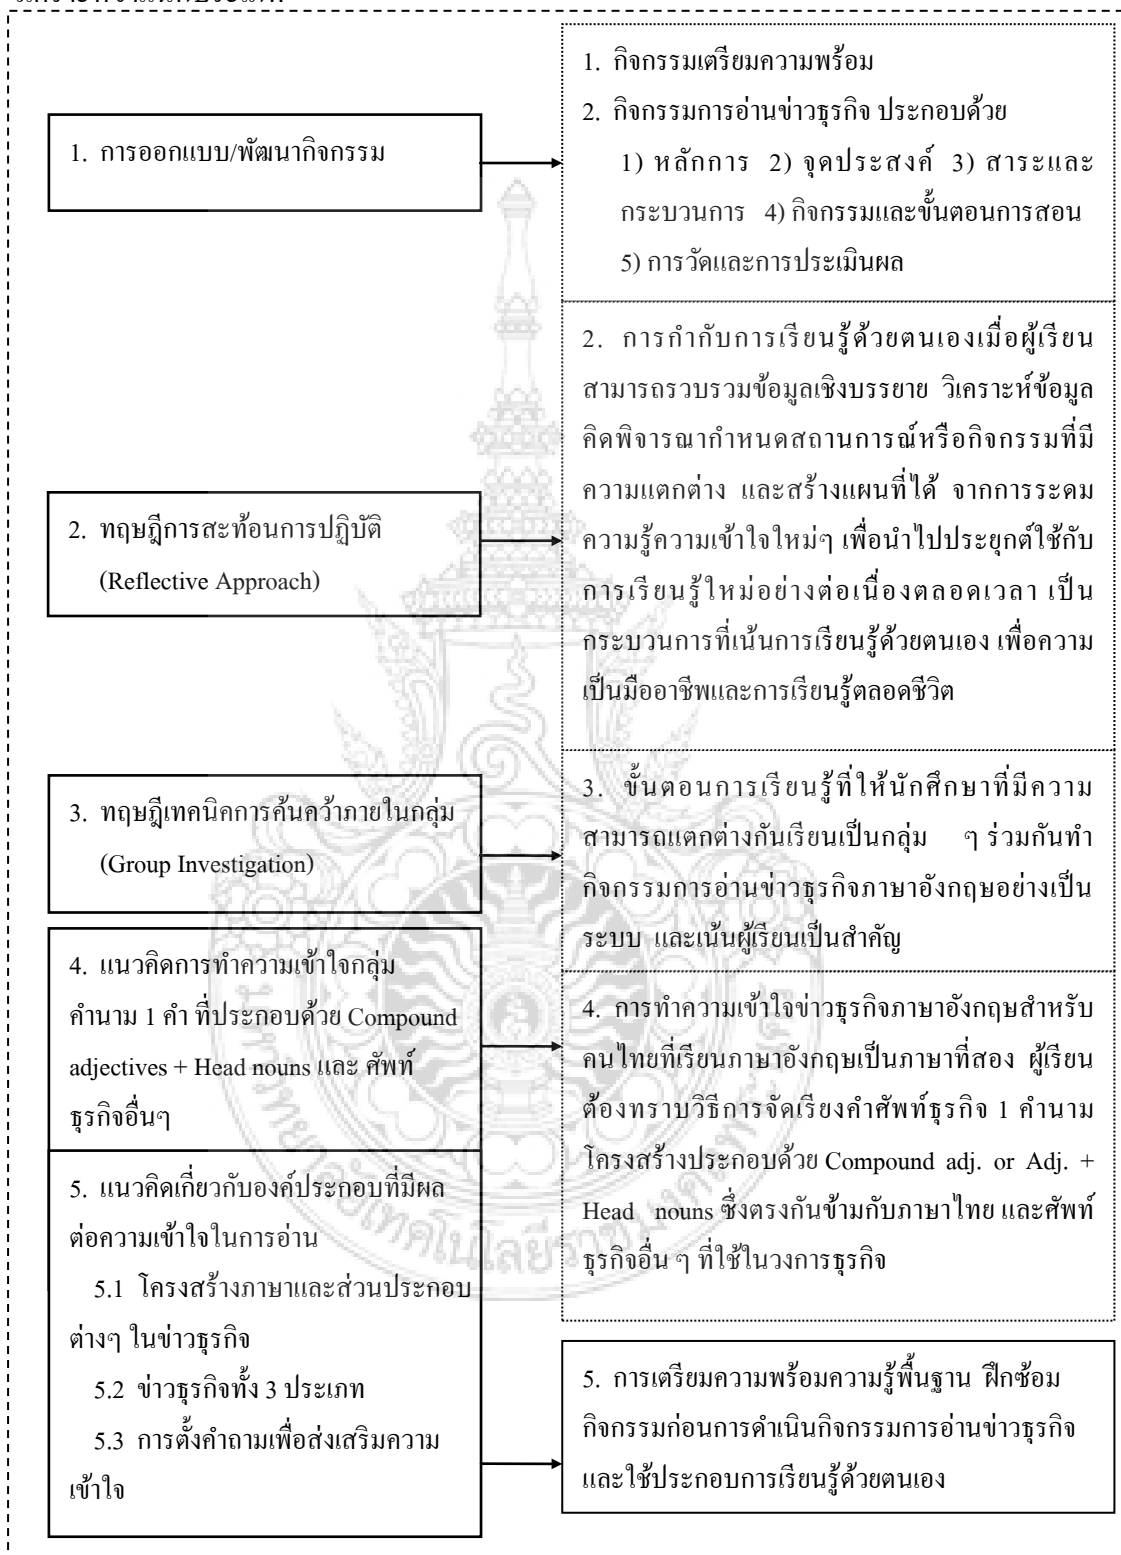 1. การออกแบบ/พัฒนากิจกรรม
1. กิจกรรมเตรียมความพร้อม
2. กิจกรรมการอ่านข่าวธุรกิจ ประกอบด้วย
1) หลักการ 2) จุดประสงค์ 3) สาระและ
กระบวนการ 4) กิจกรรมและขั้นตอนการสอน
5) การวัดและการประเมินผล
2. ทฤษฎีการสะท้อนการปฏิบัติ
(Reflective Approach)
2. การกำกับการเรียนรู้ด้วยตนเองเมื่อผู้เรียน
สามารถรวบรวมข้อมูลเชิงบรรยาย วิเคราะห์ข้อมูล
คิดพิจารณากำหนดสถานการณ์หรือกิจกรรมที่มี
ความแตกต่าง และสร้างแผนที่ได้ จากการระดม
ความรู้ความเข้าใจใหม่ๆ เพื่อนำไปประยุกต์ใช้กับ
การเรียนรู้ใหม่อย่างต่อเนื่องตลอดเวลา เป็น
กระบวนการที่เน้นการเรียนรู้ด้วยตนเอง เพื่อความ
เป็นมืออาชีพและการเรียนรู้ตลอดชีวิต
3. ทฤษฎีเทคนิคการค้นคว้าภายในกลุ่ม
(Group Investigation)
3. ขั้นตอนการเรียนรู้ที่ให้นักศึกษาที่มีความ
สามารถแตกต่างกันเรียนเป็นกลุ่ม ๆ ร่วมกันทำ
กิจกรรมการอ่านข่าวธุรกิจภาษาอังกฤษอย่างเป็น
ระบบ และเน้นผู้เรียนเป็นสำคัญ
4. แนวคิดการทำความเข้าใจกลุ่ม
คำนาม 1 คำ ที่ประกอบด้วย Compound
adjectives + Head nouns และ ศัพท์
ธุรกิจอื่นๆ
4. การทำความเข้าใจข่าวธุรกิจภาษาอังกฤษสำหรับ
คนไทยที่เรียนภาษาอังกฤษเป็นภาษาที่สอง ผู้เรียน
ต้องทราบวิธีการจัดเรียงคำศัพท์ธุรกิจ 1 คำนาม
โครงสร้างประกอบด้วย Compound adj. or Adj. +
Head nouns ซึ่งตรงกันข้ามกับภาษาไทย และศัพท์
ธุรกิจอื่น ๆ ที่ใช้ในวงการธุรกิจ
5. แนวคิดเกี่ยวกับองค์ประกอบที่มีผล
ต่อความเข้าใจในการอ่าน
5.1 โครงสร้างภาษาและส่วนประกอบ
ต่างๆ ในข่าวธุรกิจ
5.2 ข่าวธุรกิจทั้ง 3 ประเภท
5.3 การตั้งคำถามเพื่อส่งเสริมความ
เข้าใจ
5. การเตรียมความพร้อมความรู้พื้นฐาน ฝึกซ้อม
กิจกรรมก่อนการดำเนินกิจกรรมการอ่านข่าวธุรกิจ
และใช้ประกอบการเรียนรู้ด้วยตนเอง